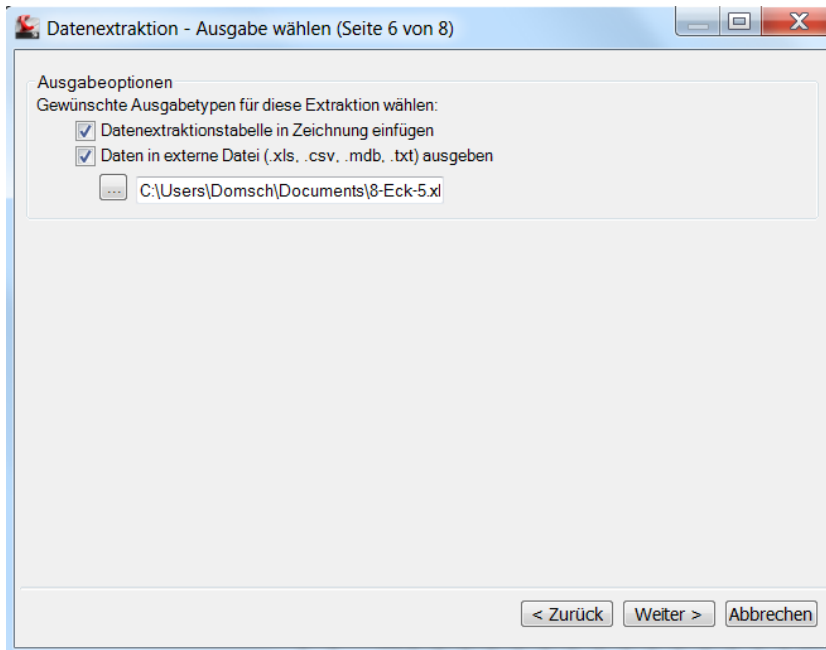 Datenextraktion - Ausgabe wählen (Seite 6 von 8)
Ausgabeoptionen
Gewünschte Ausgabetypen für diese Extraktion wählen:
Datenextraktionstabelle in Zeichnung einfügen
Daten in externe Datei (.xls, .csv, .mdb, .txt) ausgeben
... C:\Users\Domsch\Documents\8-Eck-5.xl
< Zurück Weiter > Abbrechen